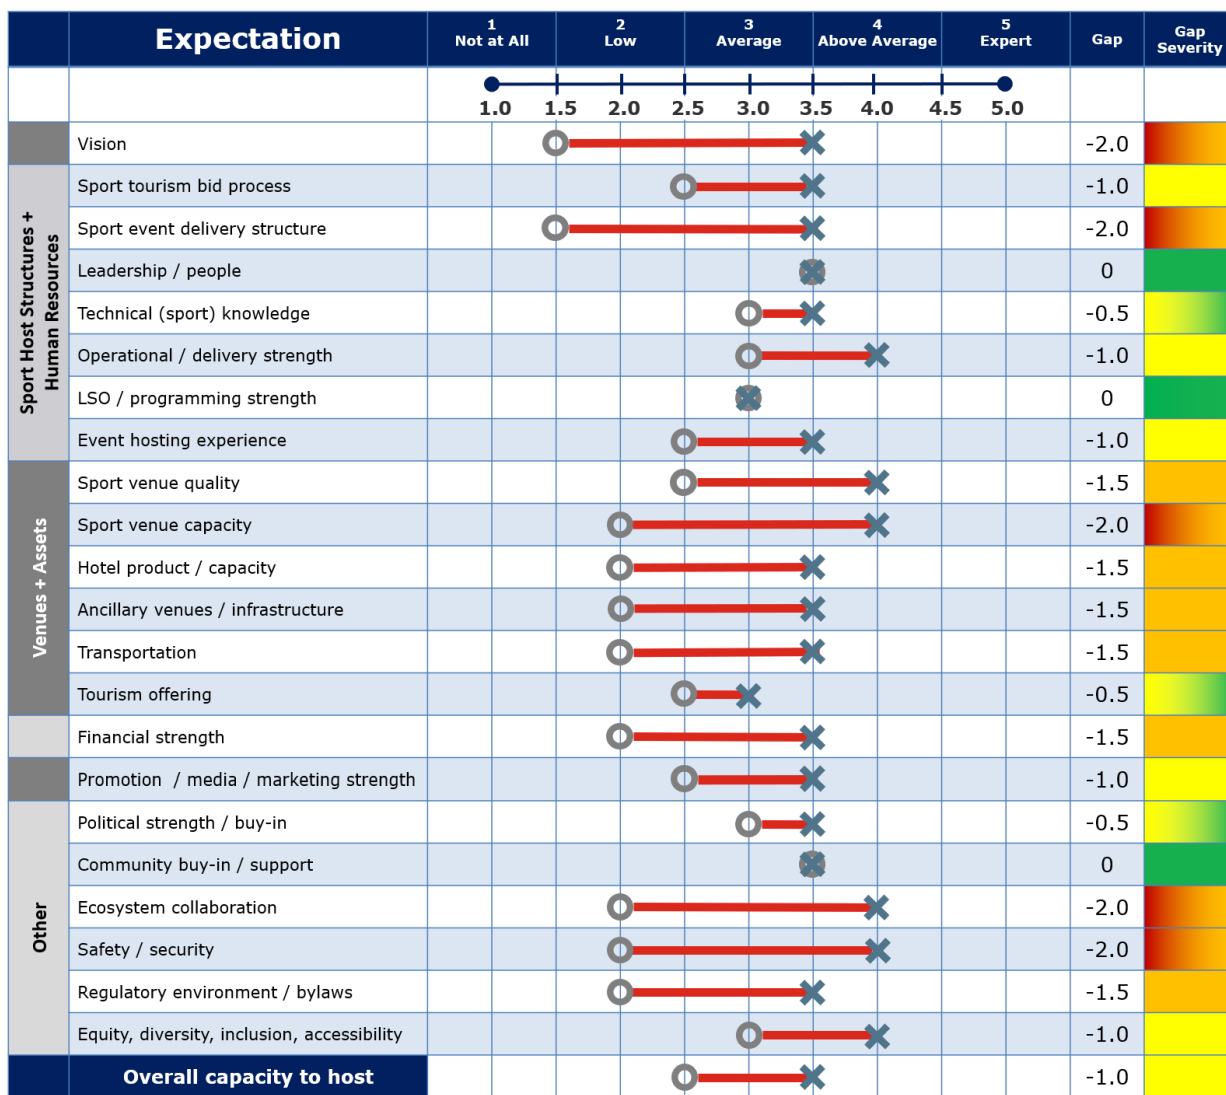 Expectation
1
Not at All
2
Low
3
Average
4
Above Average
5
Expert
Gap
Gap
Severity
1.0 1.5 2.0 2.5 3.0 3.5 4.0 4.5 5.0
Vision -2.0
Sport Host Structures +
Human Resources
Sport tourism bid process -1.0
Sport event delivery structure -2.0
Leadership / people 0
Technical (sport) knowledge -0.5
Operational / delivery strength -1.0
LSO / programming strength 0
Event hosting experience -1.0
Venues + Assets
Sport venue quality -1.5
Sport venue capacity -2.0
Hotel product / capacity -1.5
Ancillary venues / infrastructure -1.5
Transportation -1.5
Tourism offering -0.5
Financial strength -1.5
Promotion  / media / marketing strength -1.0
Other
Political strength / buy-in -0.5
Community buy-in / support 0
Ecosystem collaboration -2.0
Safety / security -2.0
Regulatory environment / bylaws -1.5
Equity, diversity, inclusion, accessibility -1.0
Overall capacity to host -1.0